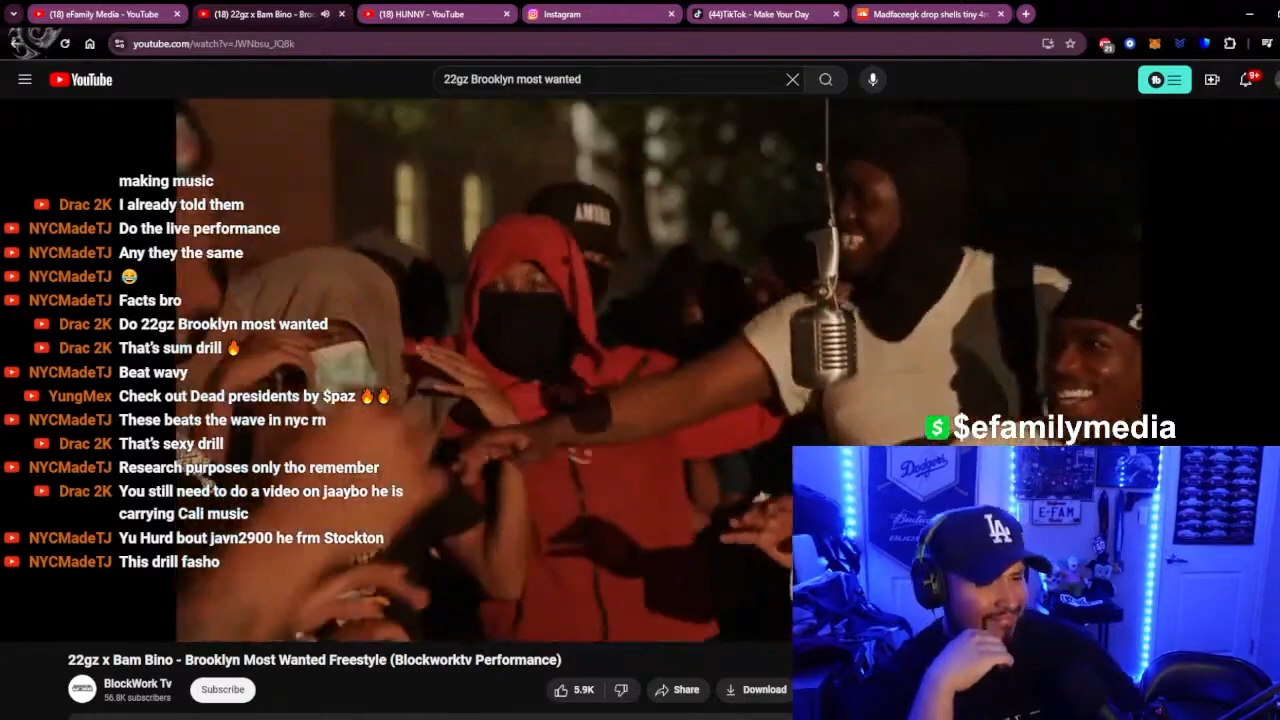 (18) eFamily Media - YouTube
(18) 22gz x Bam Bino - Bro
(18) HUNNY - YouTube
Instagram
(44)TikTok - Make Your Day
Madfaceegk drop shells tiny 4
youtube.com/watch?v=JWNbsu_JQ8k
21
YouTube
22gz Brooklyn most wanted
9+
making music
Drac 2K I already told them
NYCMadeTJ Do the live performance
NYCMadeTJ Any they the same
NYCMadeTJ 😂
NYCMadeTJ Facts bro
Drac 2K Do 22gz Brooklyn most wanted
Drac 2K That's sum drill 🔥
NYCMadeTJ Beat wavy
YungMex Check out Dead presidents by $paz 🔥🔥
NYCMadeTJ These beats the wave in nyc rn
Drac 2K That's sexy drill
NYCMadeTJ Research purposes only tho remember
Drac 2K You still need to do a video on jaaybo he is
carrying Cali music
NYCMadeTJ Yu Hurd bout javn2900 he frm Stockton
NYCMadeTJ This drill fasho
AMIRI
$efamilymedia
Dodgers
Budweiser
E-FAM
LA
22gz x Bam Bino - Brooklyn Most Wanted Freestyle (Blockworktv Performance)
BlockWork Tv
56.8K subscribers
Subscribe
5.9K
Share
Download